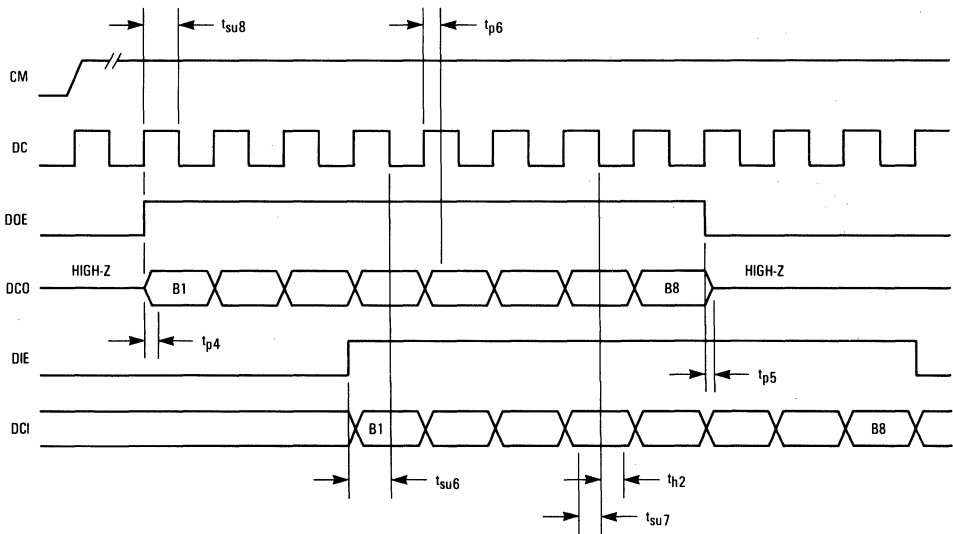 tsu8
tp6
CM
DC
DOE
HIGH-Z
HIGH-Z
DCO
B1
B8
tp4
DIE
tp5
DCI
B1
B8
tsu6
th2
tsu7